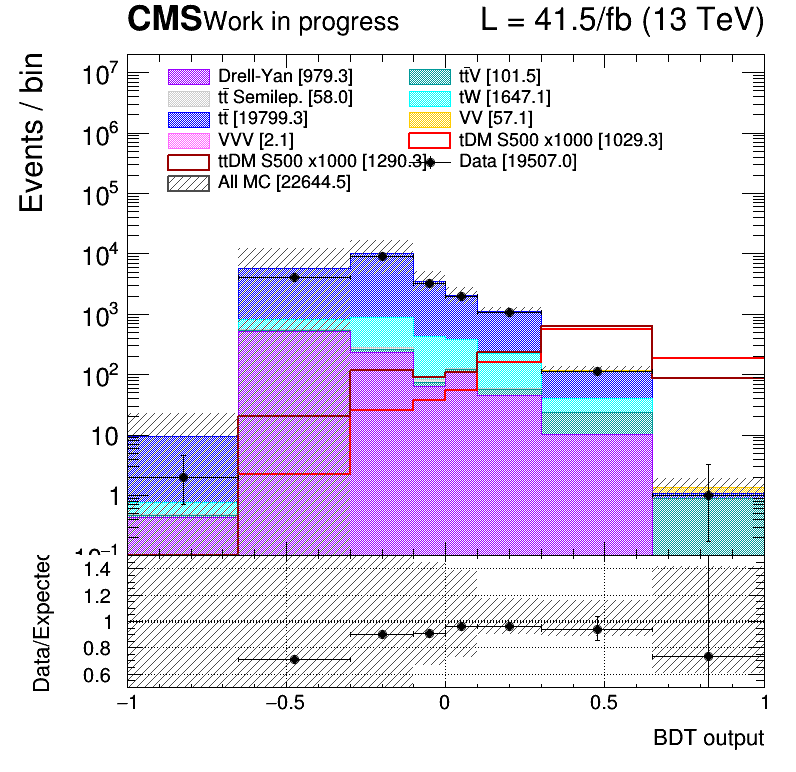 CMS Work in progress L = 41.5/fb (13 TeV)
Events / bin
10⁷
10⁶
10⁵
10⁴
10³
10²
10
1
10⁻¹
Drell-Yan [979.3] tt̄V [101.5]
tt̄ Semilep. [58.0] tW [1647.1]
tt̄ [19799.3] VV [57.1]
VVV [2.1] tDM S500 x1000 [1029.3]
ttDM S500 x1000 [1290.3] Data [19507.0]
All MC [22644.5]
Data/Expected
1.4
1.2
1
0.8
0.6
−1 −0.5 0 0.5 1
BDT output